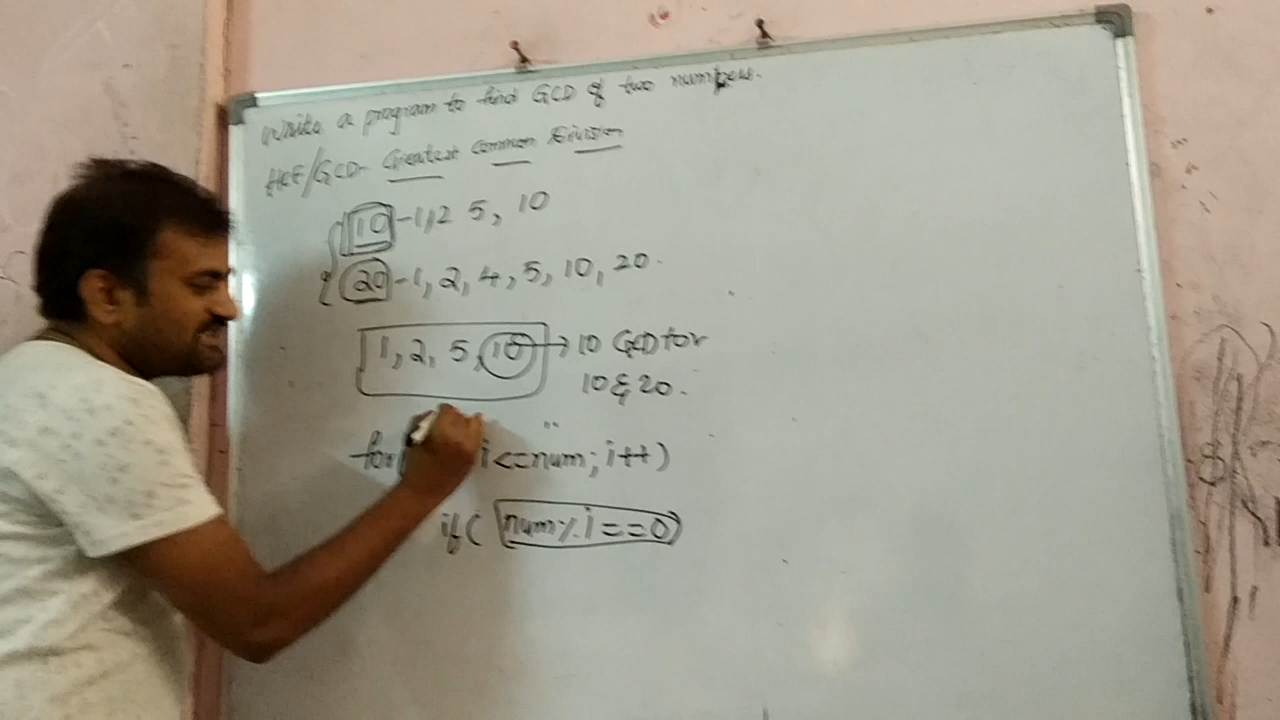 Write a program to find GCD of two numbers.
HCF/GCD- Greatest Common Division
10 -1,2 5, 10
20 -1, 2, 4, 5, 10, 20.
1, 2, 5, 10 → 10 GCD for
10 & 20.
for( i<=num; i++)
if( num%i==0)